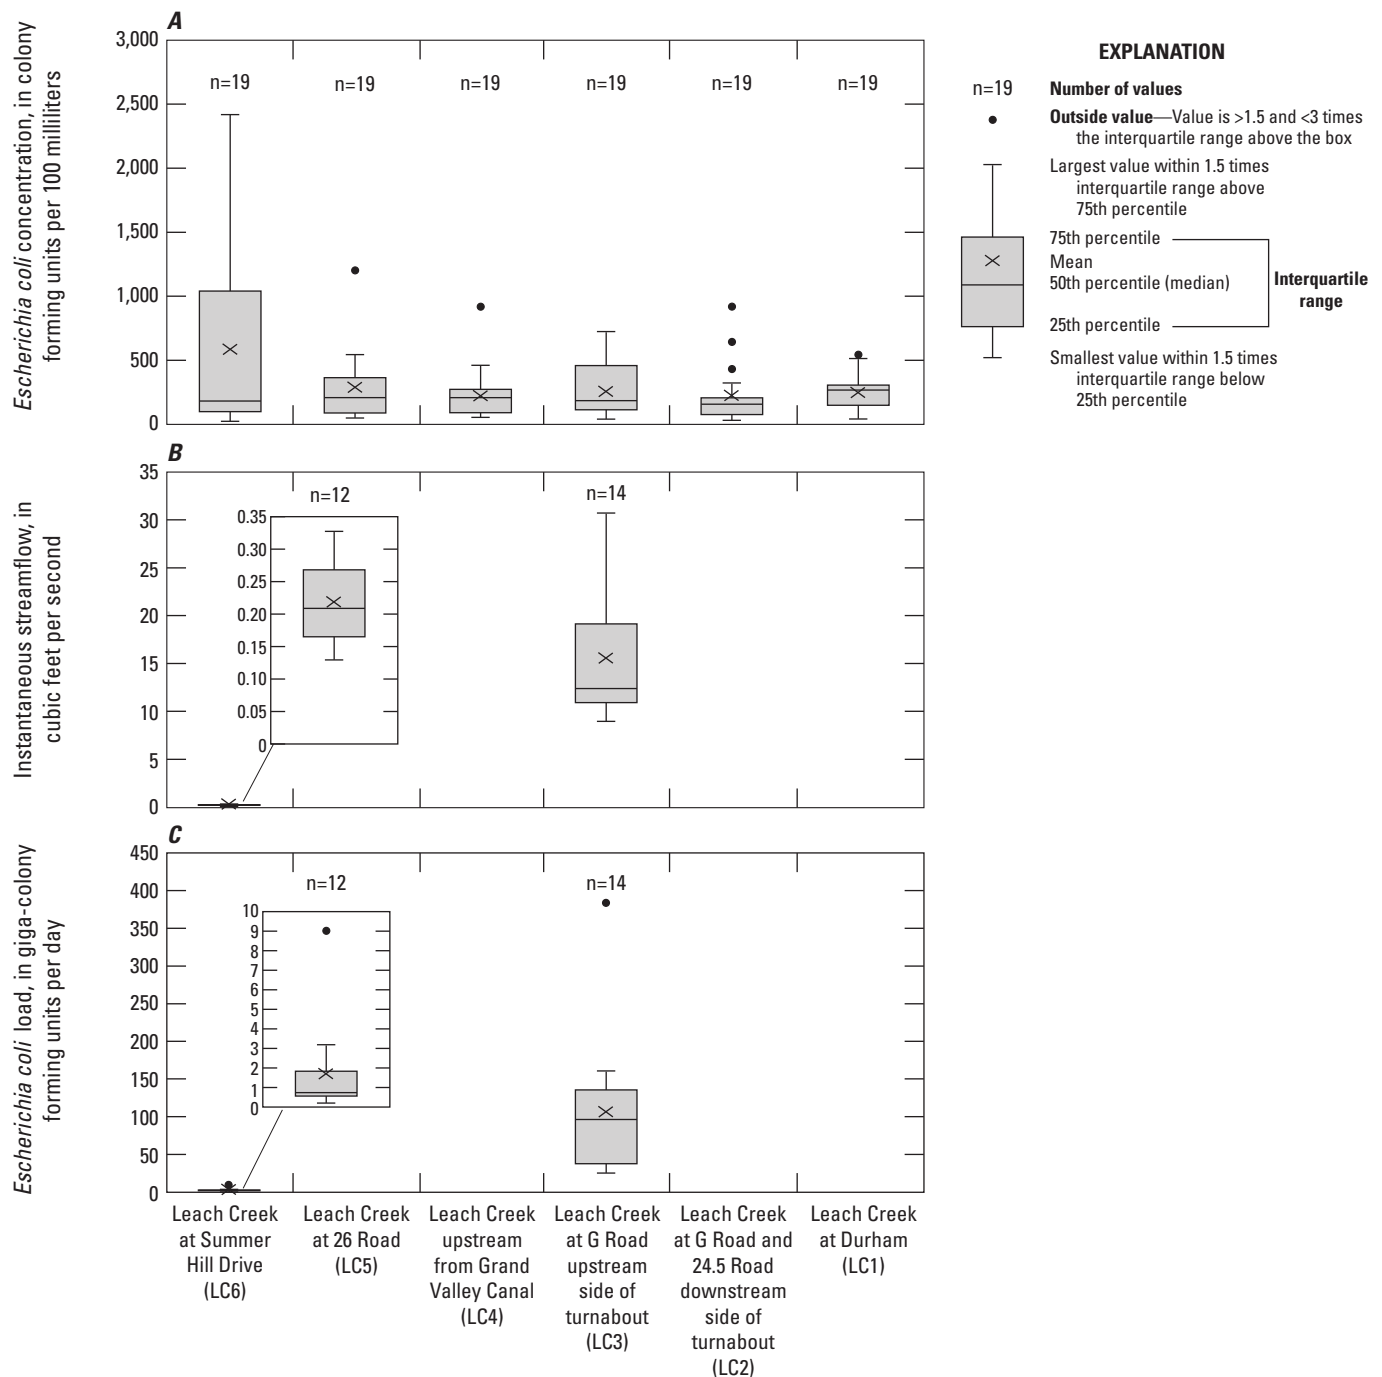 A
Escherichia coli concentration, in colony
forming units per 100 milliliters
3,000
2,500
2,000
1,500
1,000
500
0
n=19
n=19
n=19
n=19
n=19
n=19
EXPLANATION
n=19
Number of values
Outside value—Value is >1.5 and <3 times
the interquartile range above the box
Largest value within 1.5 times
interquartile range above
75th percentile
75th percentile
Mean
50th percentile (median)
25th percentile
Interquartile
range
Smallest value within 1.5 times
interquartile range below
25th percentile
B
Instantaneous streamflow, in
cubic feet per second
35
30
25
20
15
10
5
0
n=12
0.35
0.30
0.25
0.20
0.15
0.10
0.05
0
n=14
C
Escherichia coli load, in giga-colony
forming units per day
450
400
350
300
250
200
150
100
50
0
n=12
10
9
8
7
6
5
4
3
2
1
0
n=14
Leach Creek
at Summer
Hill Drive
(LC6)
Leach Creek
at 26 Road
(LC5)
Leach Creek
upstream
from Grand
Valley Canal
(LC4)
Leach Creek
at G Road
upstream
side of
turnabout
(LC3)
Leach Creek
at G Road and
24.5 Road
downstream
side of
turnabout
(LC2)
Leach Creek
at Durham
(LC1)